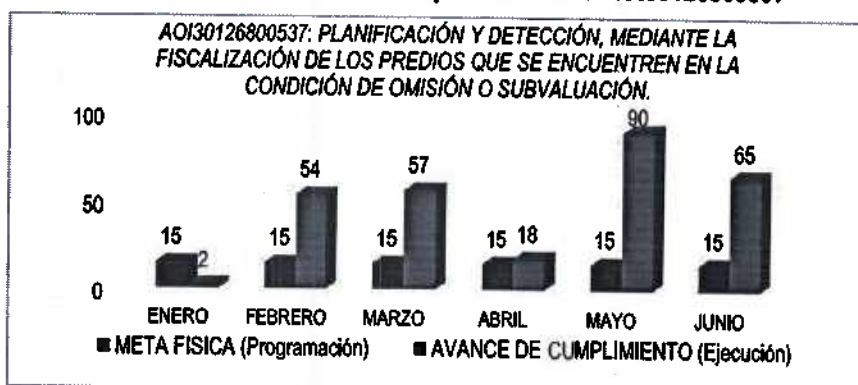 AOI30126800537: PLANIFICACIÓN Y DETECCIÓN, MEDIANTE LA
FISCALIZACIÓN DE LOS PREDIOS QUE SE ENCUENTREN EN LA
CONDICIÓN DE OMISIÓN O SUBVALUACIÓN.
100
50
0
15 2
15 54
15 57
15 18
15 90
15 65
ENERO FEBRERO MARZO ABRIL MAYO JUNIO
META FISICA (Programación) AVANCE DE CUMPLIMIENTO (Ejecución)